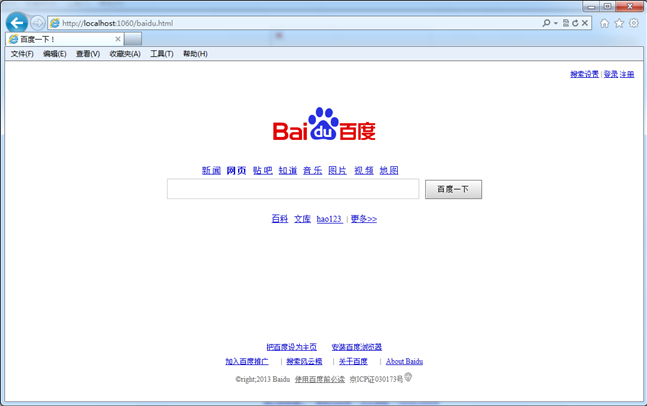 http://localhost:1060/baidu.html
百度一下！
文件(F) 编辑(E) 查看(V) 收藏夹(A) 工具(T) 帮助(H)
搜索设置 | 登录 注册
Bai du 百度
新闻 网页 贴吧 知道 音乐 图片 视频 地图
百度一下
百科 文库 hao123 | 更多>>
把百度设为主页 安装百度浏览器
加入百度推广 | 搜索风云榜 | 关于百度 | About Baidu
©right;2013 Baidu 使用百度前必读 京ICP证030173号